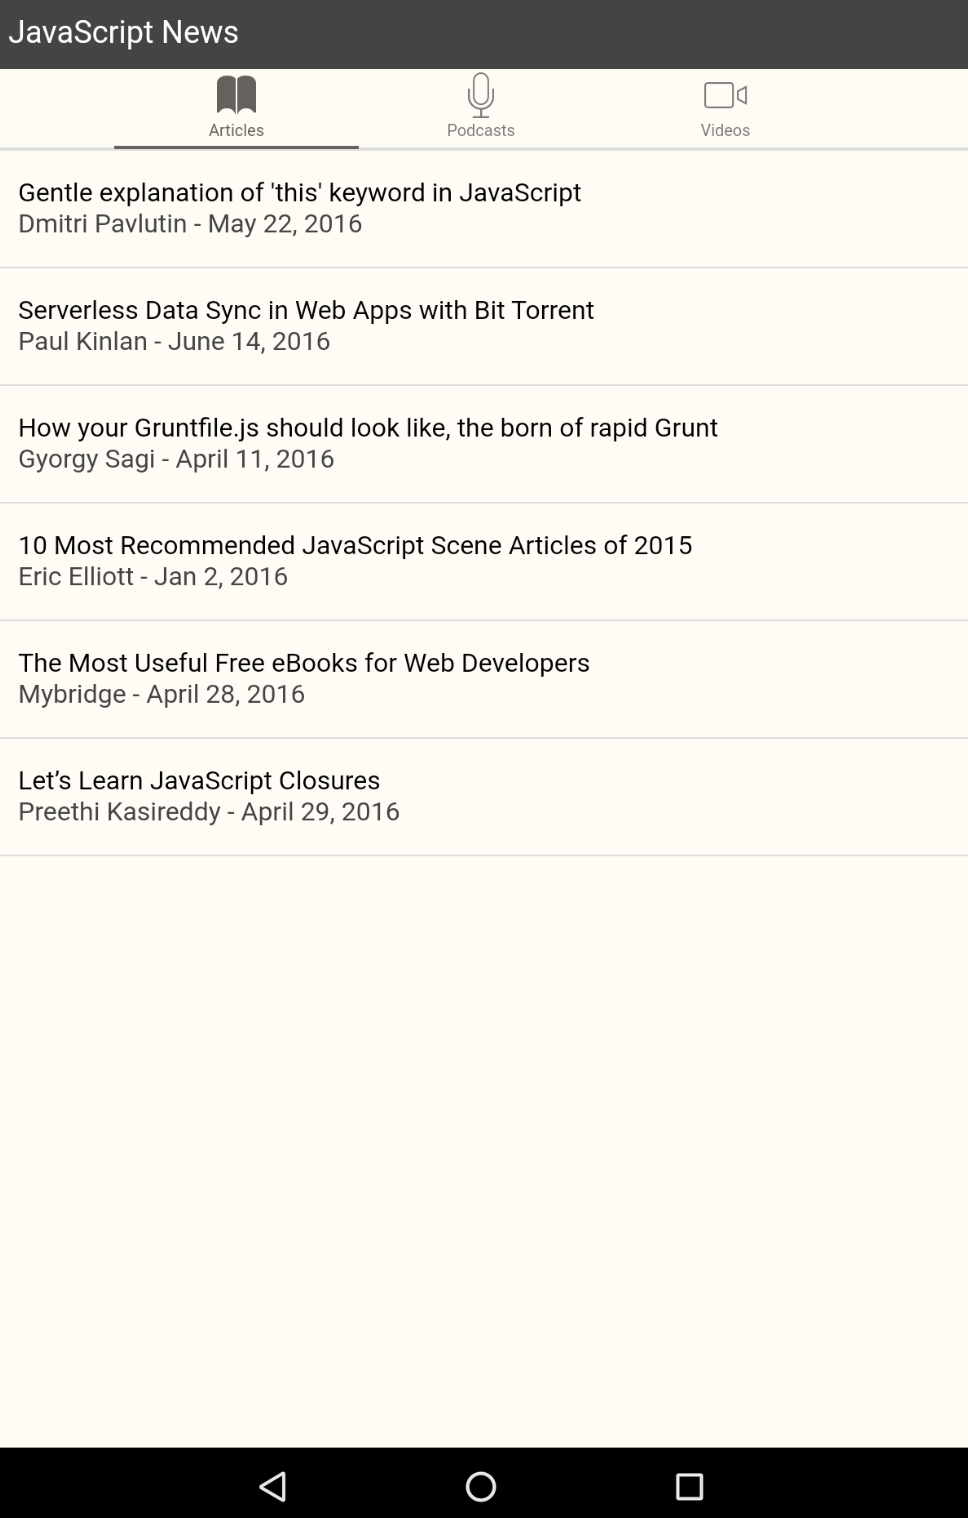 JavaScript News
Articles
Podcasts
Videos
Gentle explanation of 'this' keyword in JavaScript
Dmitri Pavlutin - May 22, 2016
Serverless Data Sync in Web Apps with Bit Torrent
Paul Kinlan - June 14, 2016
How your Gruntfile.js should look like, the born of rapid Grunt
Gyorgy Sagi - April 11, 2016
10 Most Recommended JavaScript Scene Articles of 2015
Eric Elliott - Jan 2, 2016
The Most Useful Free eBooks for Web Developers
Mybridge - April 28, 2016
Let’s Learn JavaScript Closures
Preethi Kasireddy - April 29, 2016